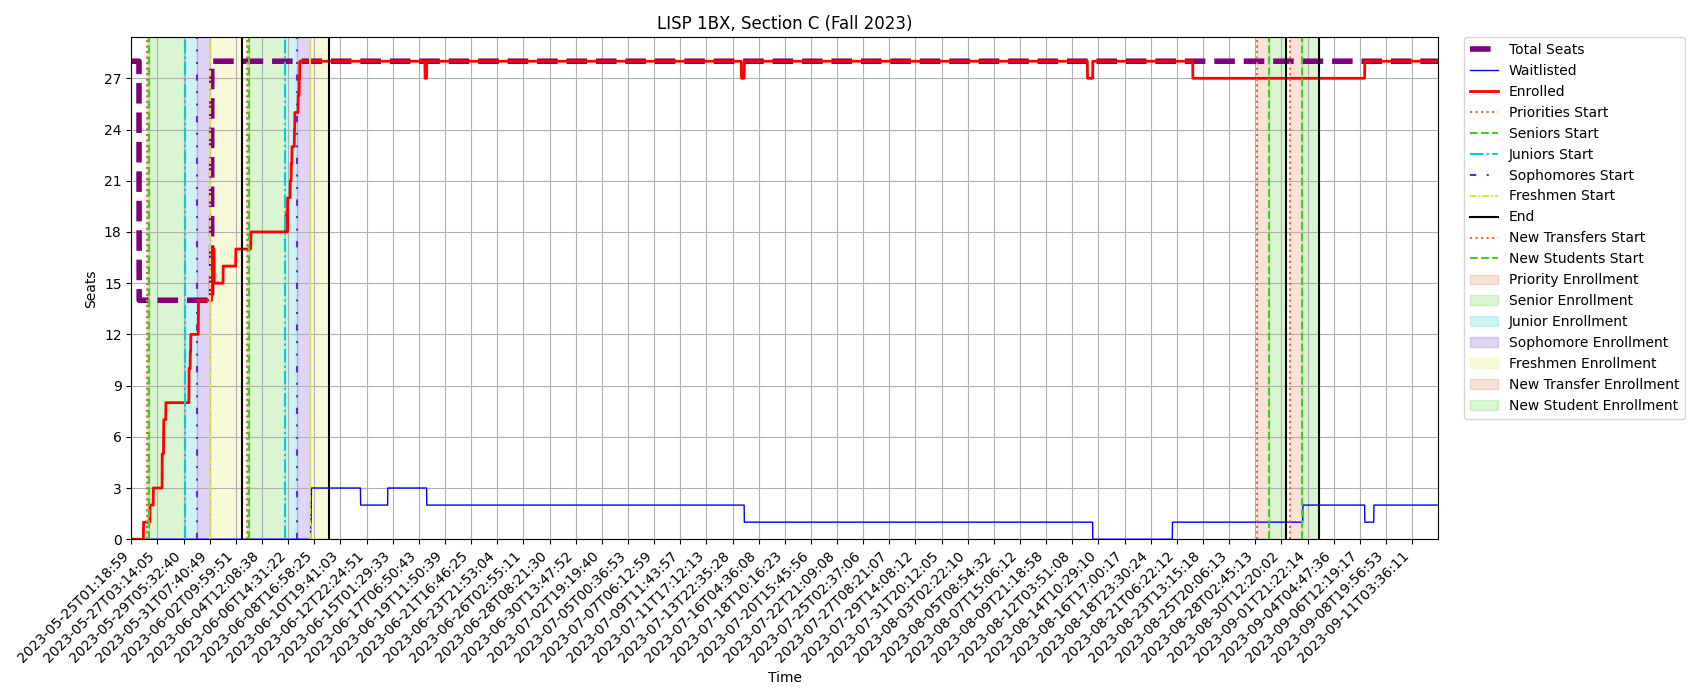 LISP 1BX, Section C (Fall 2023)
Seats
27
24
21
18
15
12
9
6
3
0
2023-05-25T01:18:59
2023-05-27T03:14:05
2023-05-29T05:32:40
2023-05-31T07:40:49
2023-06-02T09:59:51
2023-06-04T12:08:38
2023-06-06T14:31:22
2023-06-08T16:58:25
2023-06-10T19:41:03
2023-06-12T22:24:51
2023-06-15T01:29:33
2023-06-17T06:50:43
2023-06-19T11:50:39
2023-06-21T16:46:25
2023-06-23T21:53:04
2023-06-26T02:55:11
2023-06-28T08:21:30
2023-06-30T13:47:52
2023-07-02T19:19:40
2023-07-05T00:36:53
2023-07-07T06:12:59
2023-07-09T11:43:57
2023-07-11T17:12:13
2023-07-13T22:35:28
2023-07-16T04:36:08
2023-07-18T10:16:23
2023-07-20T15:45:56
2023-07-22T21:09:08
2023-07-25T02:37:06
2023-07-27T08:21:07
2023-07-29T14:08:12
2023-07-31T20:12:05
2023-08-03T02:22:10
2023-08-05T08:54:32
2023-08-07T15:06:12
2023-08-09T21:18:58
2023-08-12T03:51:08
2023-08-14T10:29:10
2023-08-16T17:00:17
2023-08-18T23:30:24
2023-08-21T06:22:12
2023-08-23T13:15:18
2023-08-25T20:06:13
2023-08-28T02:45:13
2023-08-30T12:20:02
2023-09-01T21:22:14
2023-09-04T04:47:36
2023-09-06T12:19:17
2023-09-08T19:56:53
2023-09-11T03:36:11
Time
Total Seats
Waitlisted
Enrolled
Priorities Start
Seniors Start
Juniors Start
Sophomores Start
Freshmen Start
End
New Transfers Start
New Students Start
Priority Enrollment
Senior Enrollment
Junior Enrollment
Sophomore Enrollment
Freshmen Enrollment
New Transfer Enrollment
New Student Enrollment